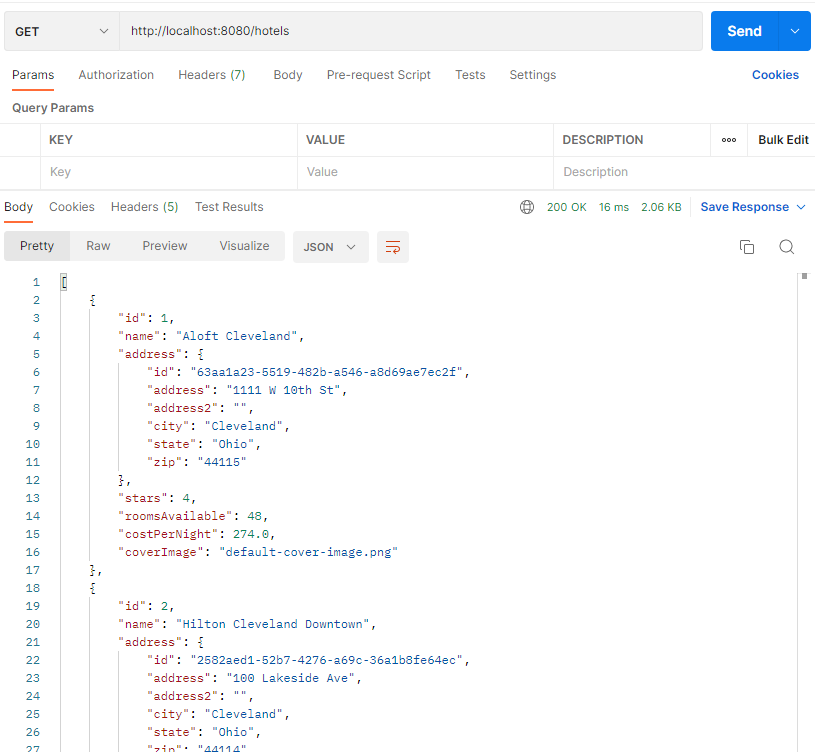 GET http://localhost:8080/hotels Send
Params Authorization Headers (7) Body Pre-request Script Tests Settings Cookies
Query Params
KEY VALUE DESCRIPTION ooo Bulk Edit
Key Value Description
Body Cookies Headers (5) Test Results 200 OK 16 ms 2.06 KB Save Response
Pretty Raw Preview Visualize JSON
1 [
2 {
3 "id": 1,
4 "name": "Aloft Cleveland",
5 "address": {
6 "id": "63aa1a23-5519-482b-a546-a8d69ae7ec2f",
7 "address": "1111 W 10th St",
8 "address2": "",
9 "city": "Cleveland",
10 "state": "Ohio",
11 "zip": "44115"
12 },
13 "stars": 4,
14 "roomsAvailable": 48,
15 "costPerNight": 274.0,
16 "coverImage": "default-cover-image.png"
17 },
18 {
19 "id": 2,
20 "name": "Hilton Cleveland Downtown",
21 "address": {
22 "id": "2582aed1-52b7-4276-a69c-36a1b8fe64ec",
23 "address": "100 Lakeside Ave",
24 "address2": "",
25 "city": "Cleveland",
26 "state": "Ohio",
27 "zip": "44114"